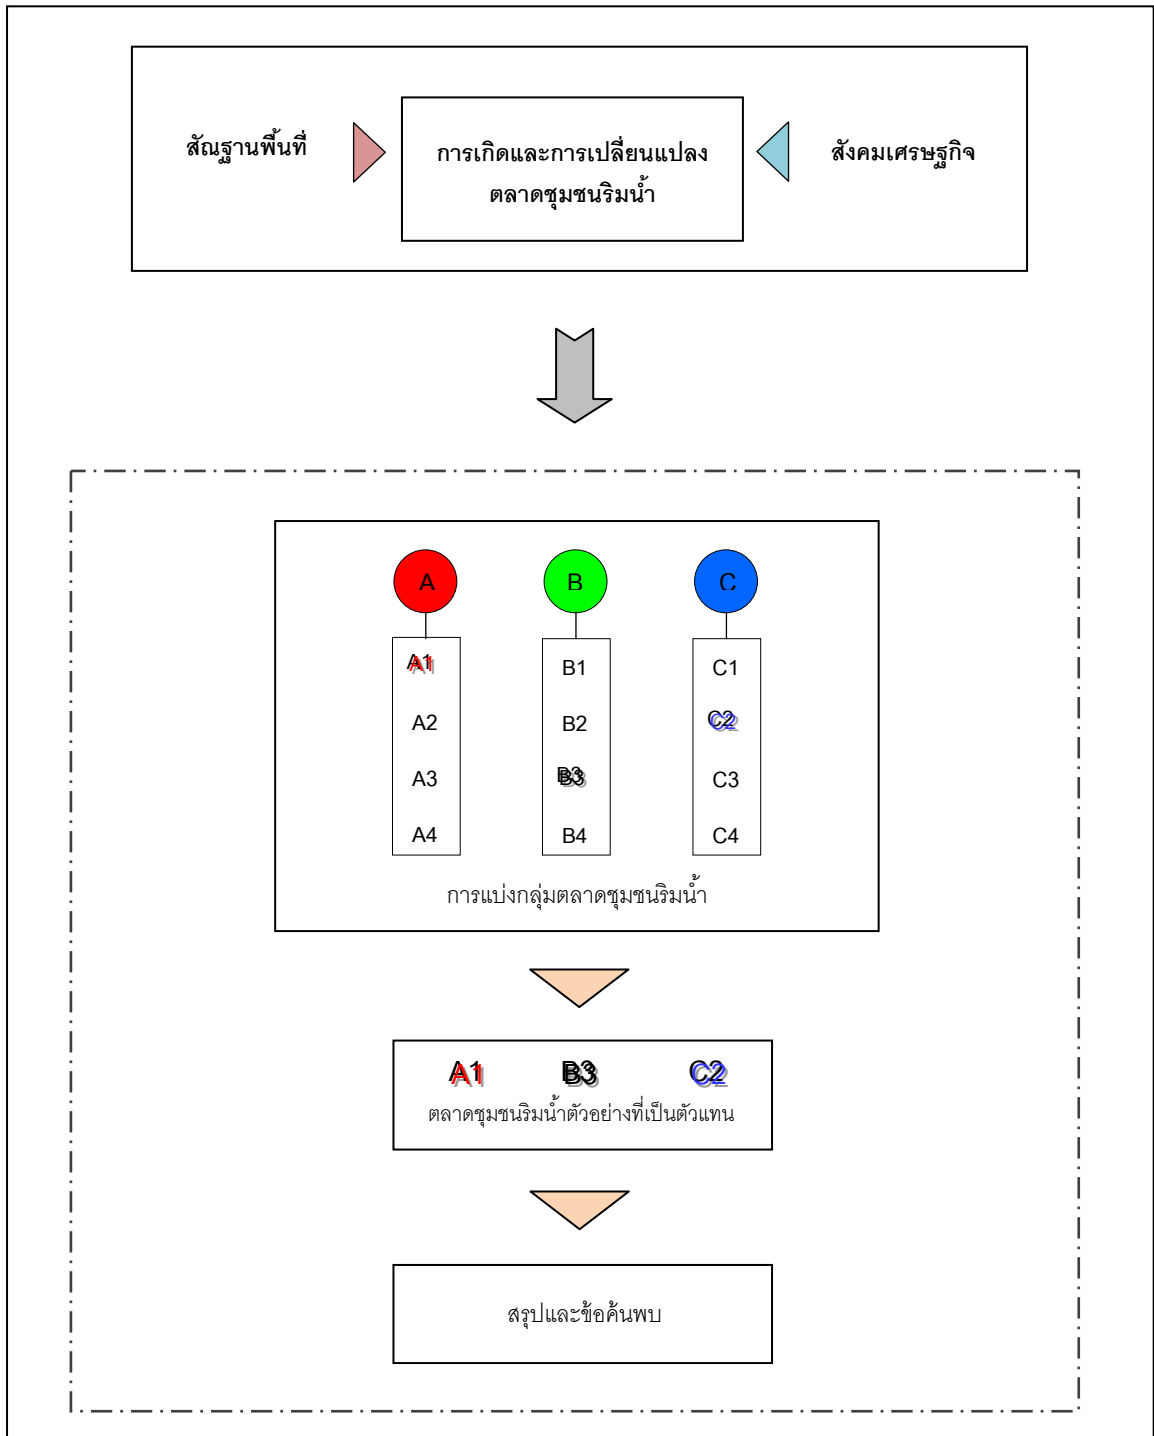 สัณฐานพื้นที่
การเกิดและการเปลี่ยนแปลง
ตลาดชุมชนริมน้ำ
สังคมเศรษฐกิจ
A B C
A1 B1 C1
A2 B2 C2
A3 B3 C3
A4 B4 C4
การแบ่งกลุ่มตลาดชุมชนริมน้ำ
A1 B3 C2
ตลาดชุมชนริมน้ำตัวอย่างที่เป็นตัวแทน
สรุปและข้อค้นพบ